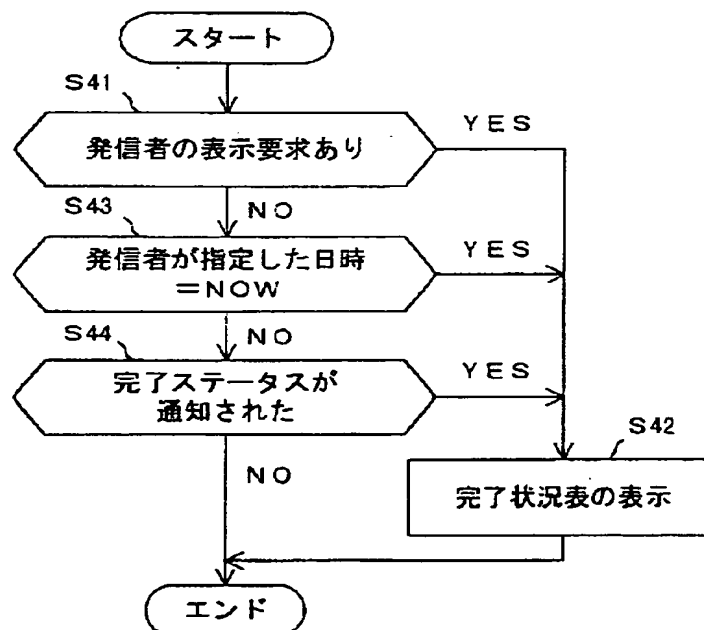 スタート
S41
発信者の表示要求あり
YES
NO
S43
発信者が指定した日時
=NOW
YES
NO
S44
完了ステータスが
通知された
YES
NO
S42
完了状況表の表示
エンド